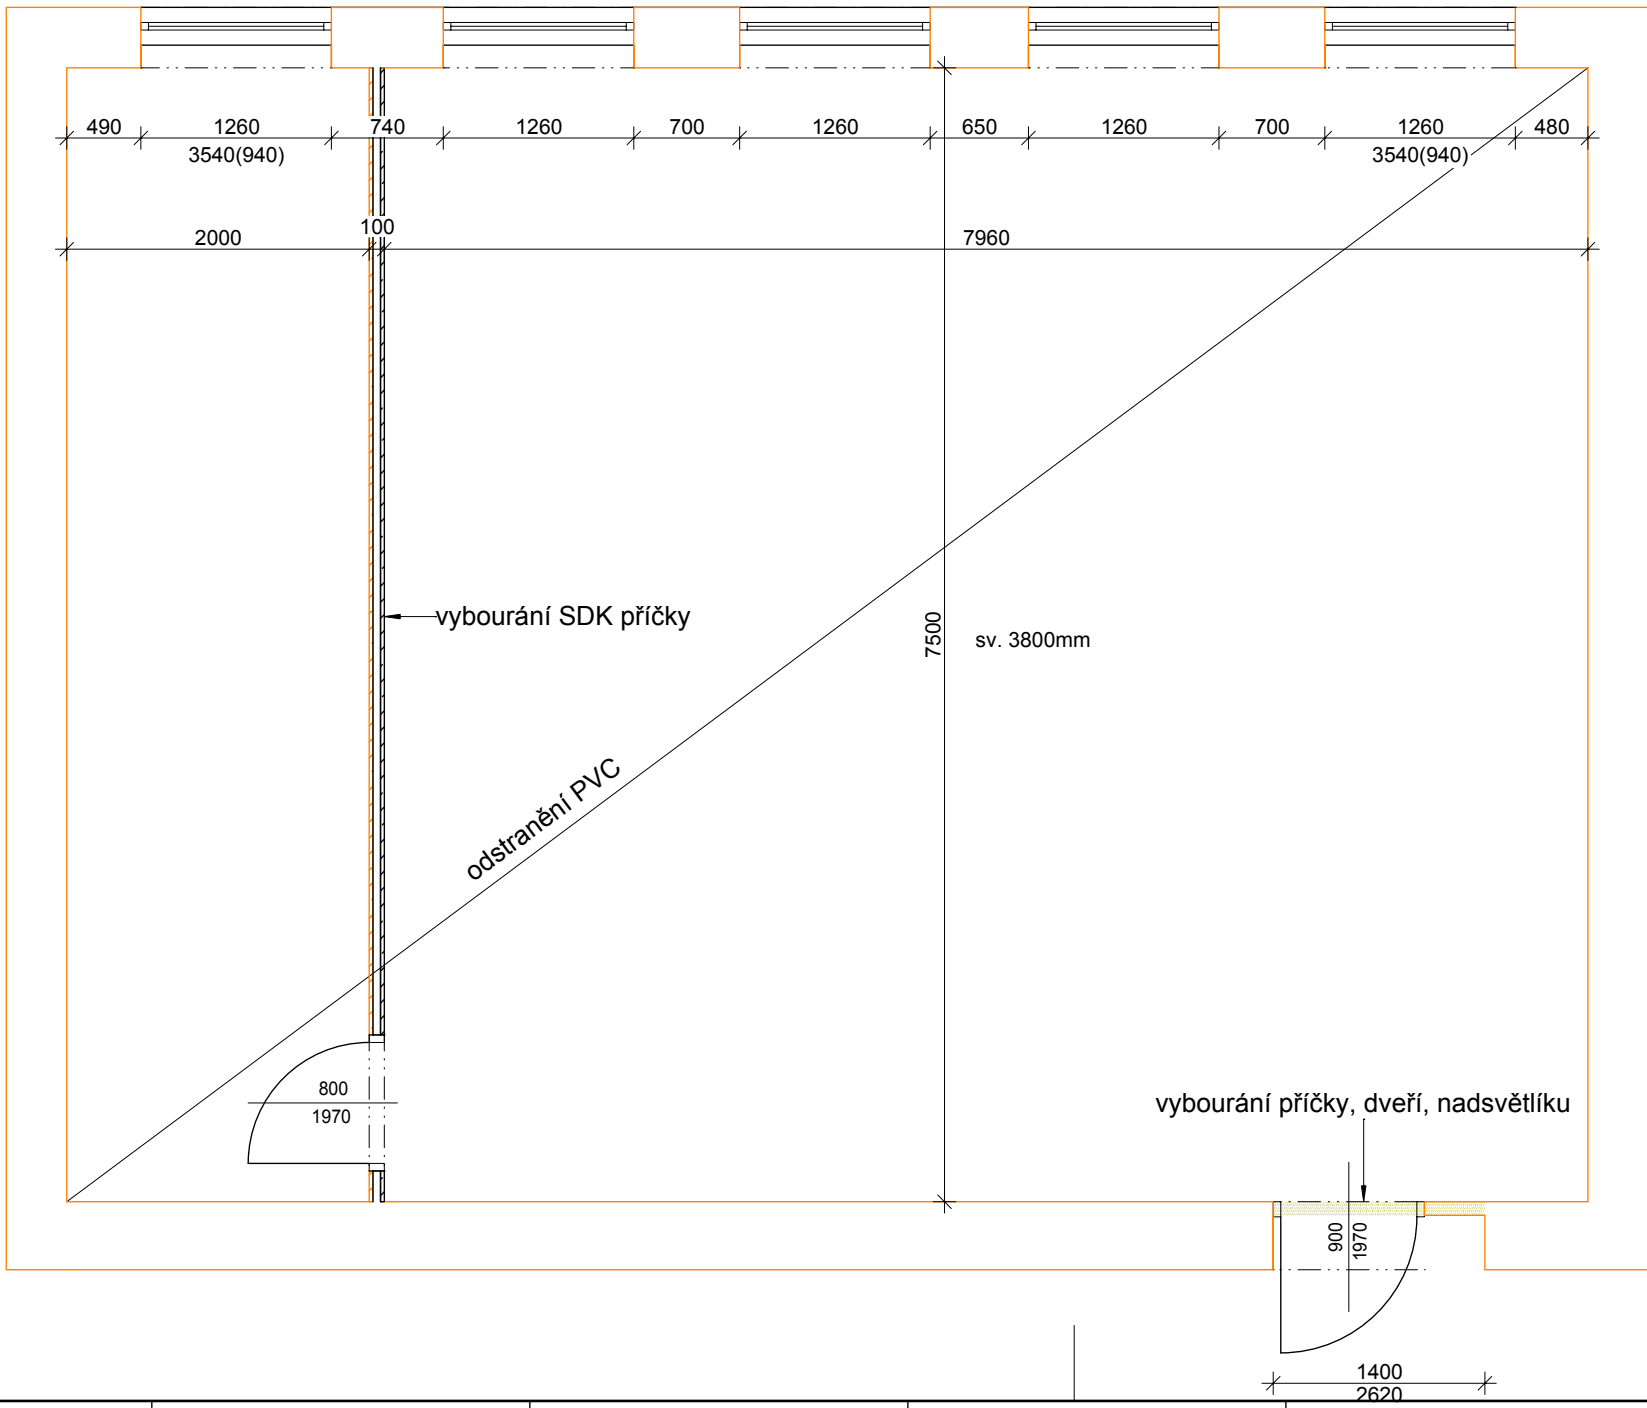 490 1260 740 1260 700 1260 650 1260 700 1260 480
3540(940) 3540(940)
100
2000 7960
vybourání SDK příčky
7500
sv. 3800mm
odstranění PVC
800
1970
vybourání příčky, dveří, nadsvětlíku
900
1970
1400
2620